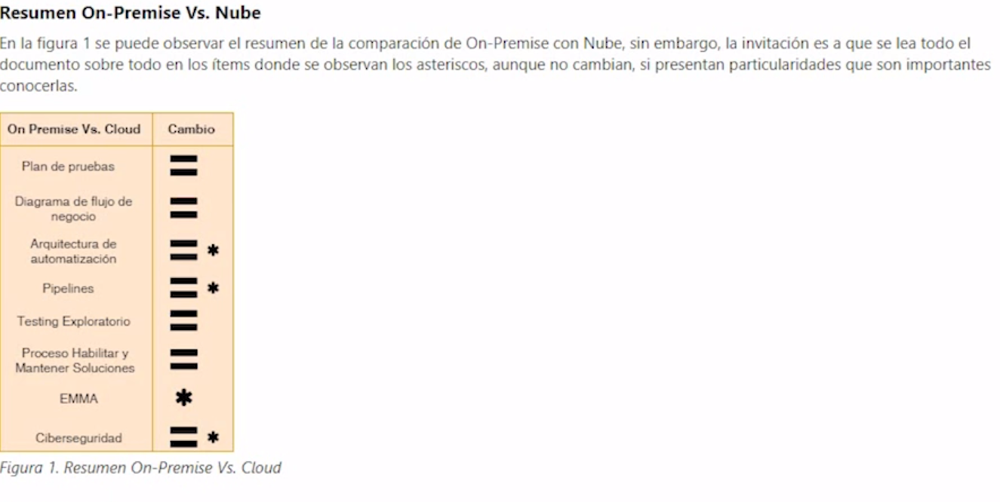 Resumen On-Premise Vs. Nube
En la figura 1 se puede observar el resumen de la comparación de On-Premise con Nube, sin embargo, la invitación es a que se lea todo el
documento sobre todo en los ítems donde se observan los asteriscos, aunque no cambian, si presentan particularidades que son importantes
conocerlas.
On Premise Vs. Cloud Cambio
Plan de pruebas =
Diagrama de flujo de
negocio =
Arquitectura de
automatización = *
Pipelines = *
Testing Exploratorio =
Proceso Habilitar y
Mantener Soluciones =
EMMA *
Ciberseguridad = *
Figura 1. Resumen On-Premise Vs. Cloud